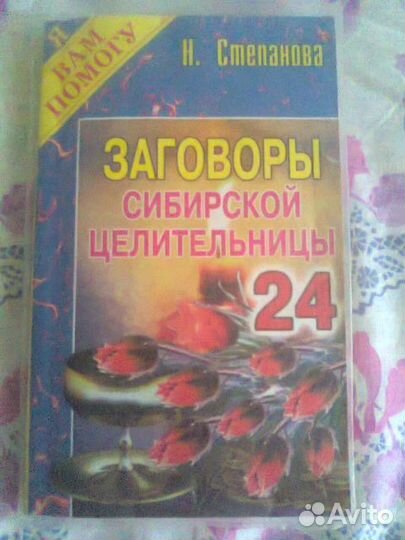 Я
ВАМ
ПОМОГУ
Н. Степанова
ЗАГОВОРЫ
СИБИРСКОЙ
ЦЕЛИТЕЛЬНИЦЫ
24
Avito